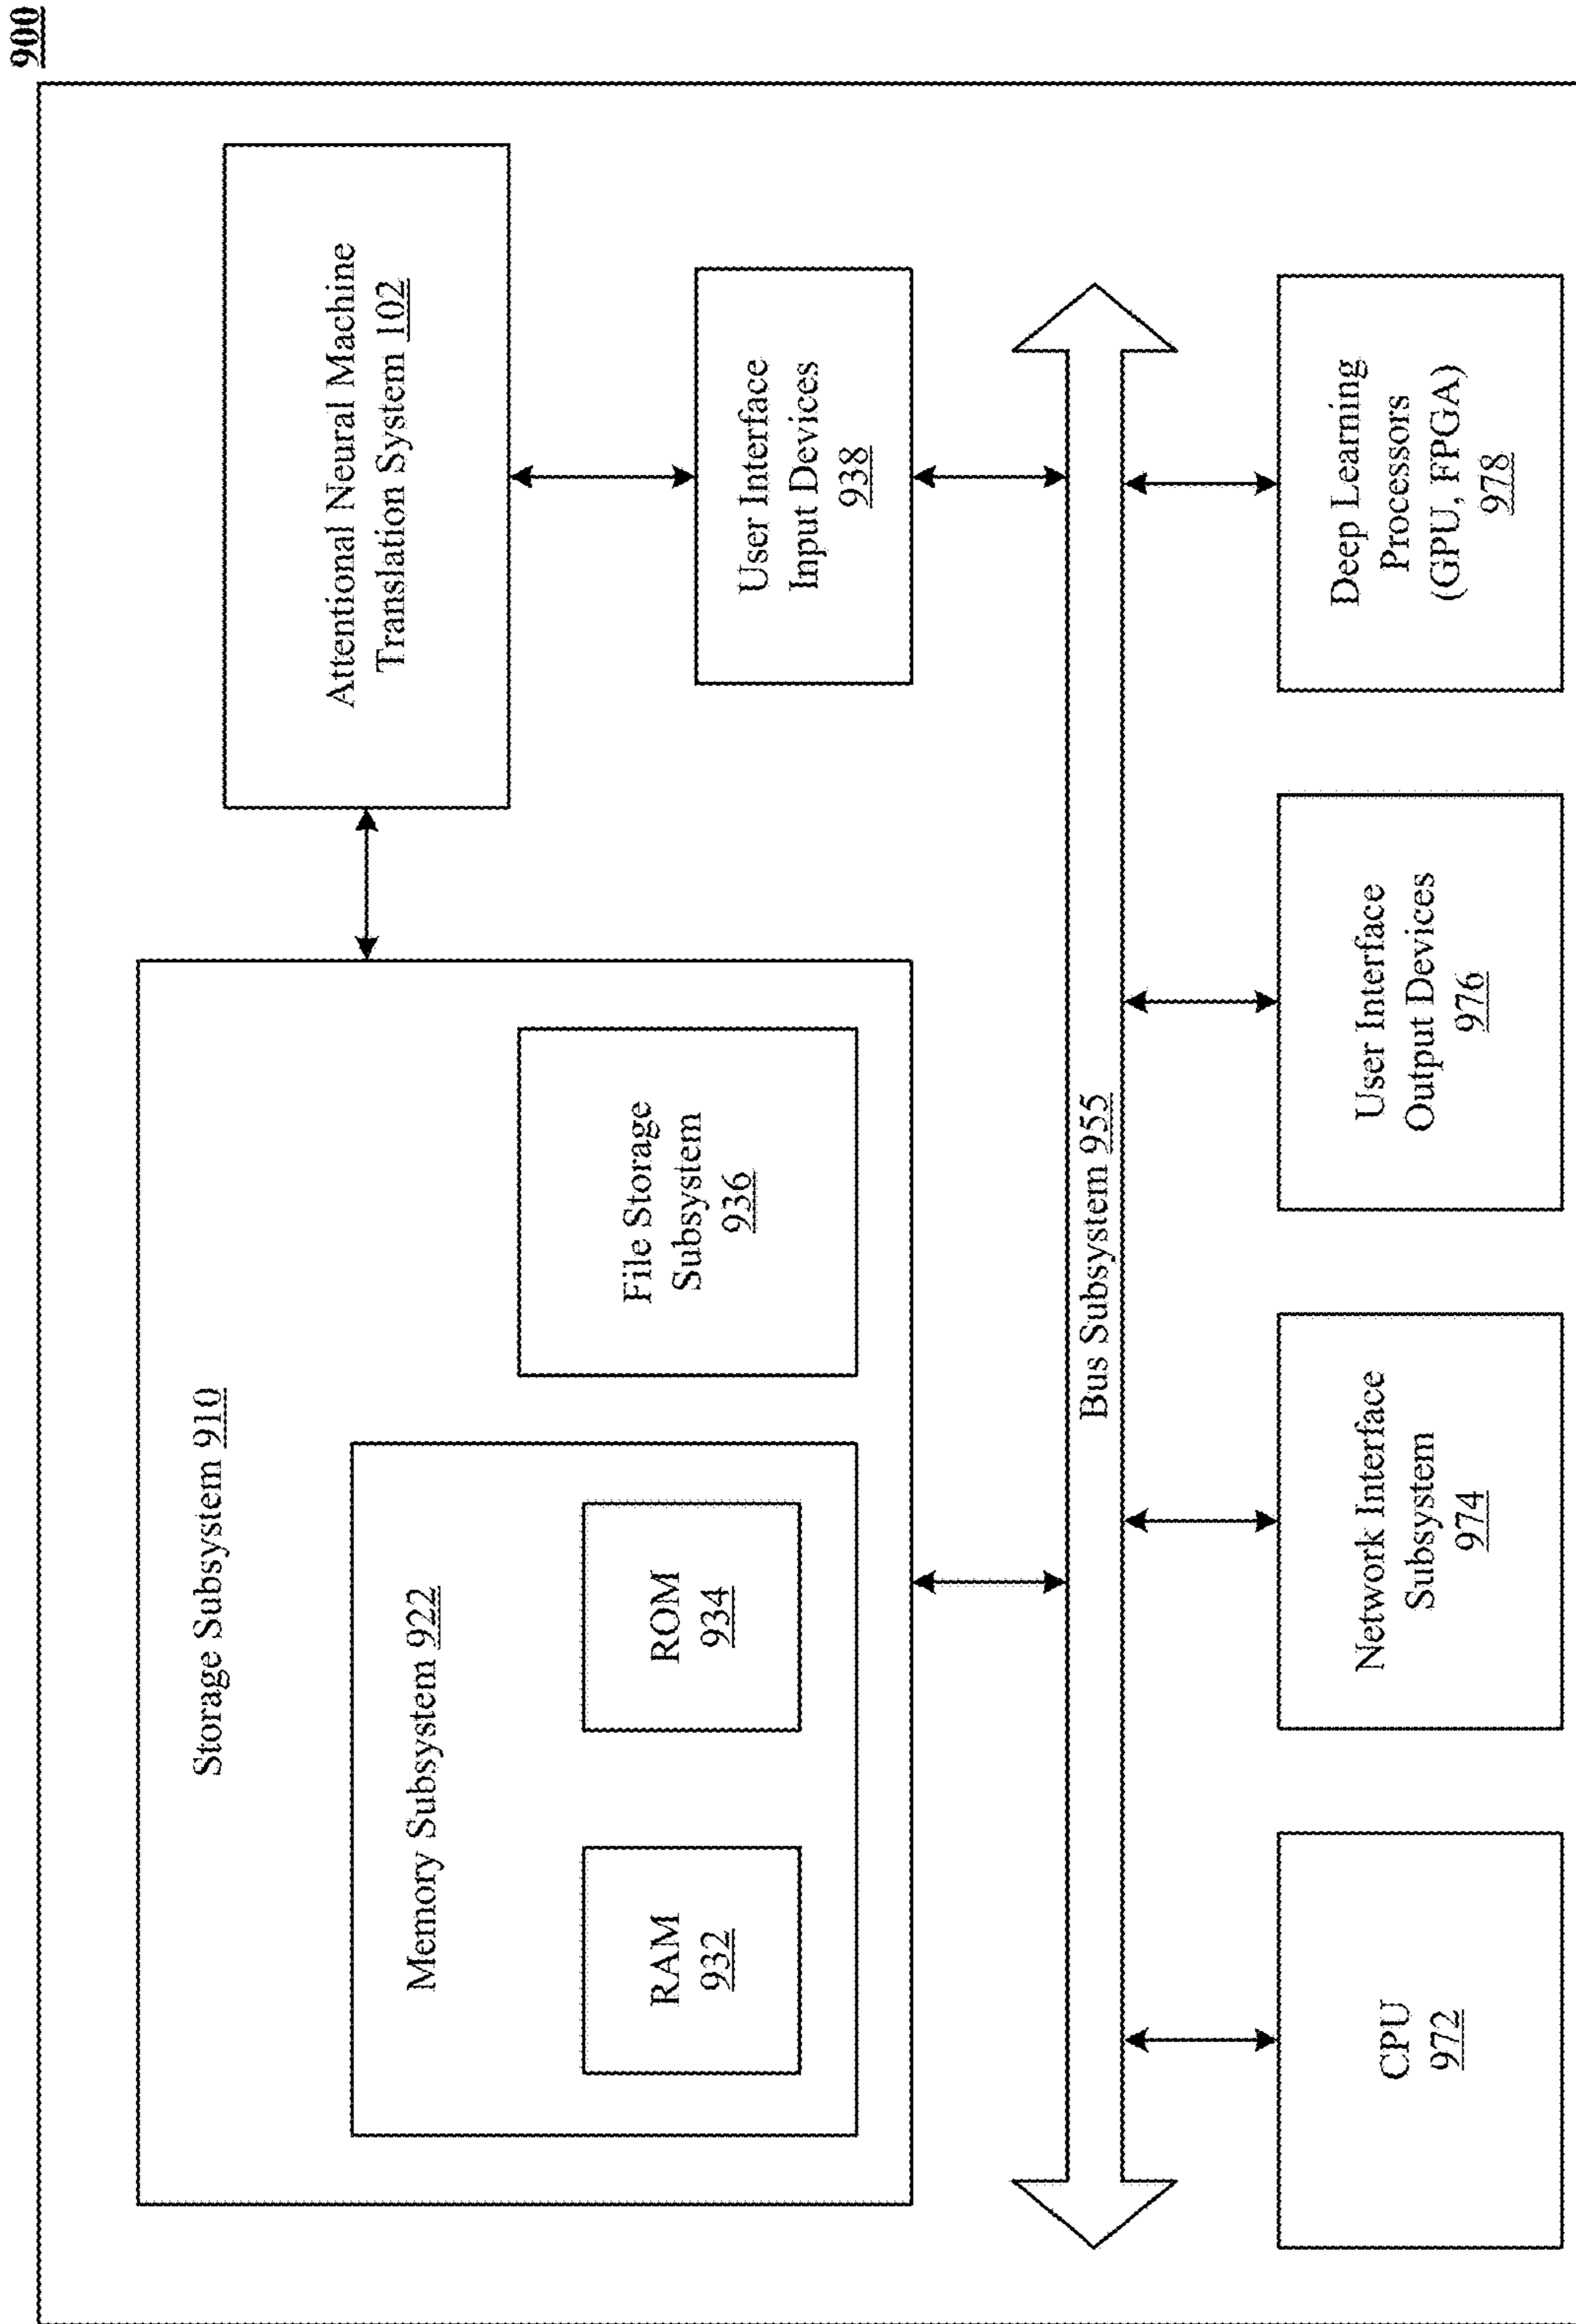 900
Storage Subsystem 910
Memory Subsystem 922
RAM
932
ROM
934
File Storage
Subsystem
936
Attentional Neural Machine
Translation System 102
User Interface
Input Devices
938
Bus Subsystem 955
CPU
972
Network Interface
Subsystem
974
User Interface
Output Devices
976
Deep Learning
Processors
(GPU, FPGA)
978